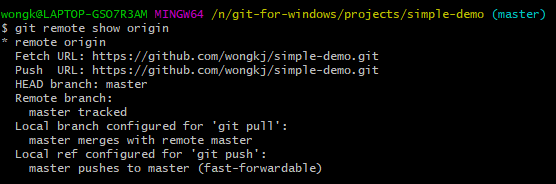 wongk@LAPTOP-GSO7R3AM MINGW64 /n/git-for-windows/projects/simple-demo (master)
$ git remote show origin
* remote origin
  Fetch URL: https://github.com/wongkj/simple-demo.git
  Push  URL: https://github.com/wongkj/simple-demo.git
  HEAD branch: master
  Remote branch:
    master tracked
  Local branch configured for 'git pull':
    master merges with remote master
  Local ref configured for 'git push':
    master pushes to master (fast-forwardable)